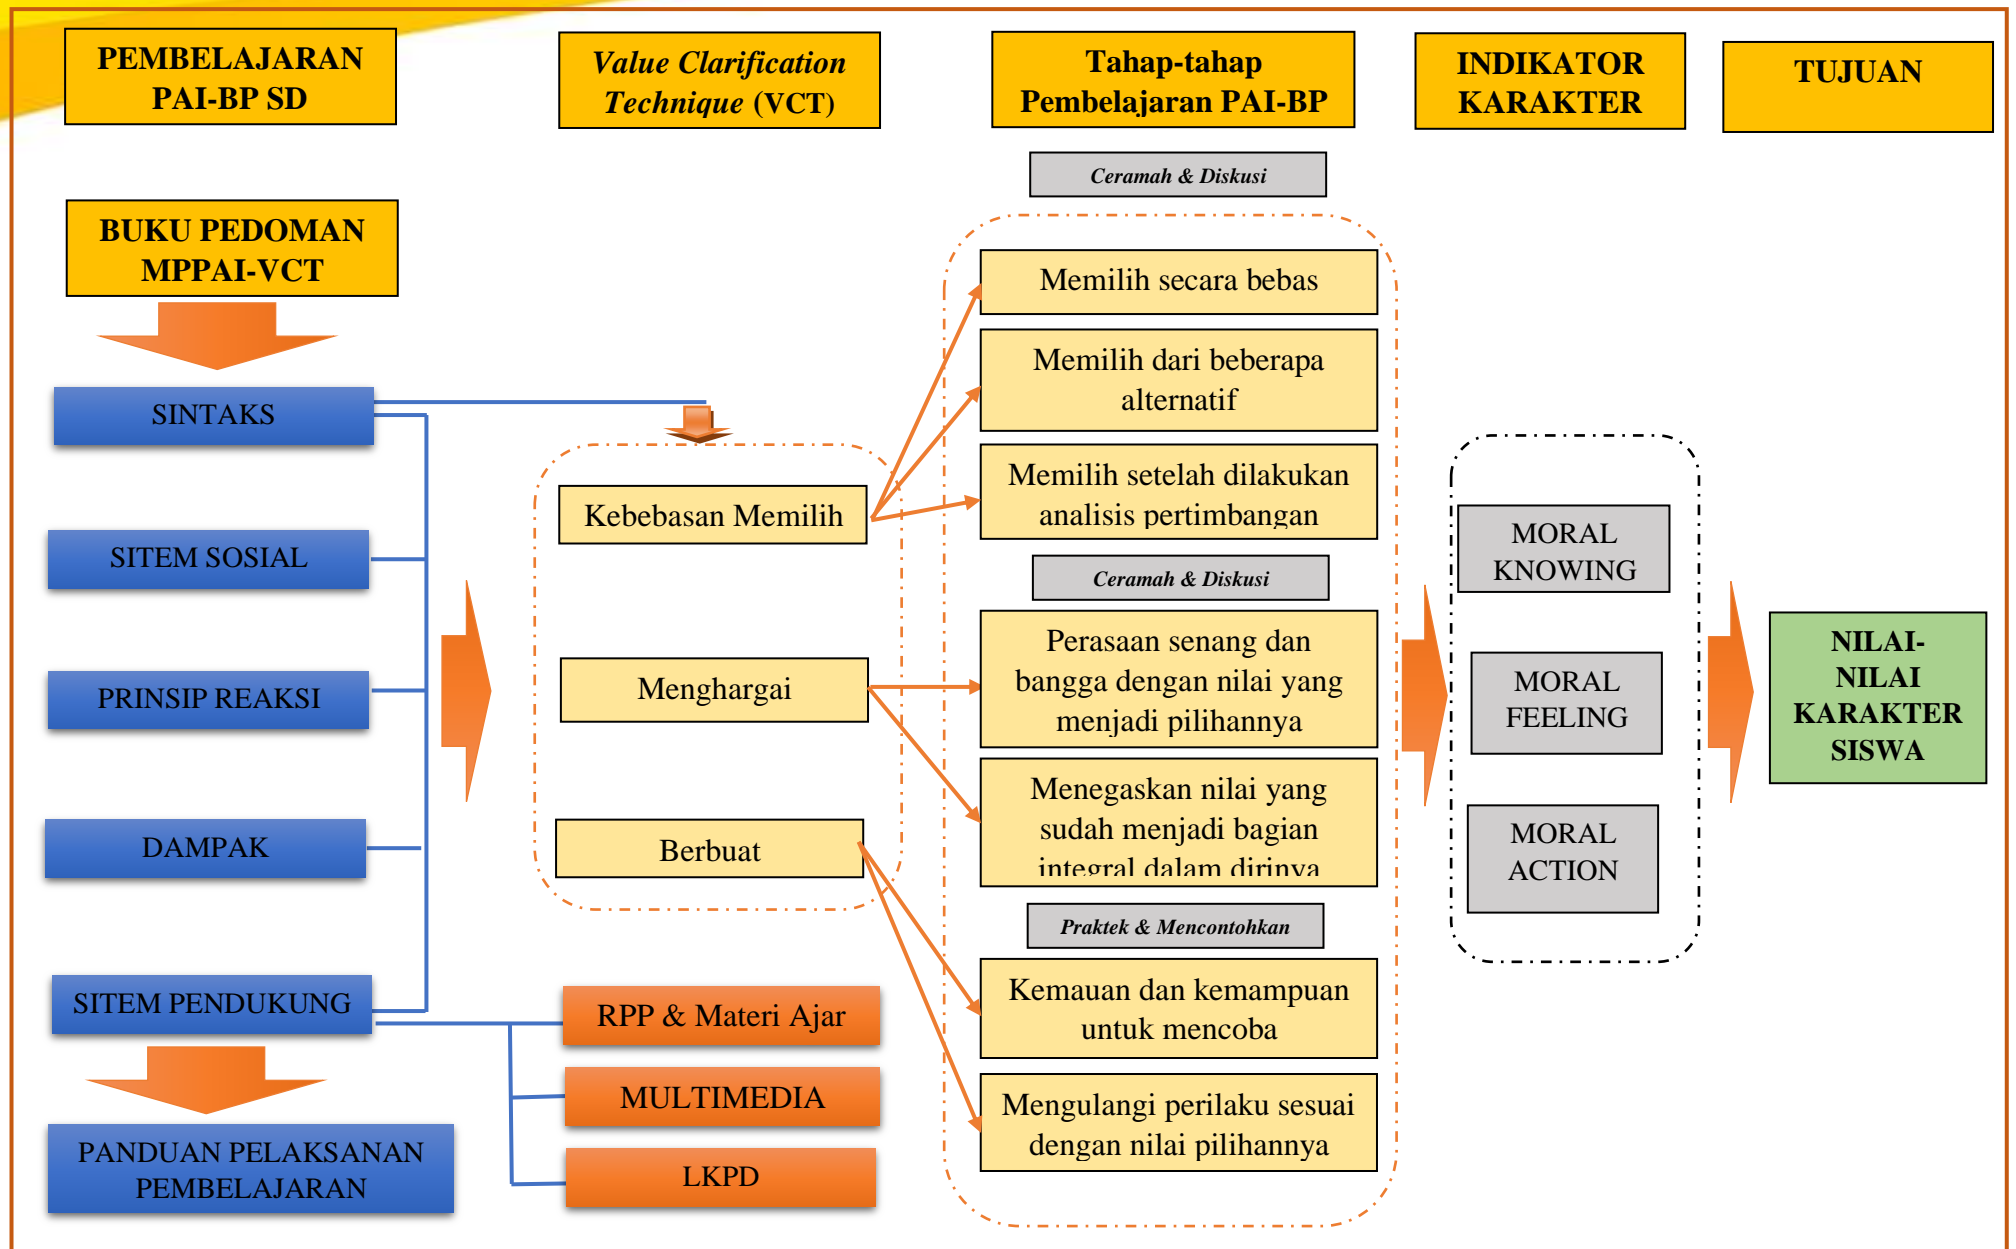 PEMBELAJARAN
PAI-BP SD
Value Clarification
Technique (VCT)
Tahap-tahap
Pembelajaran PAI-BP
INDIKATOR
KARAKTER
TUJUAN
BUKU PEDOMAN
MPPAI-VCT
SINTAKS
SITEM SOSIAL
PRINSIP REAKSI
DAMPAK
SITEM PENDUKUNG
PANDUAN PELAKSANAN
PEMBELAJARAN
Kebebasan Memilih
Menghargai
Berbuat
RPP & Materi Ajar
MULTIMEDIA
LKPD
Ceramah & Diskusi
Memilih secara bebas
Memilih dari beberapa
alternatif
Memilih setelah dilakukan
analisis pertimbangan
Ceramah & Diskusi
Perasaan senang dan
bangga dengan nilai yang
menjadi pilihannya
Menegaskan nilai yang
sudah menjadi bagian
integral dalam dirinya
Praktek & Mencontohkan
Kemauan dan kemampuan
untuk mencoba
Mengulangi perilaku sesuai
dengan nilai pilihannya
MORAL
KNOWING
MORAL
FEELING
MORAL
ACTION
NILAI-
NILAI
KARAKTER
SISWA